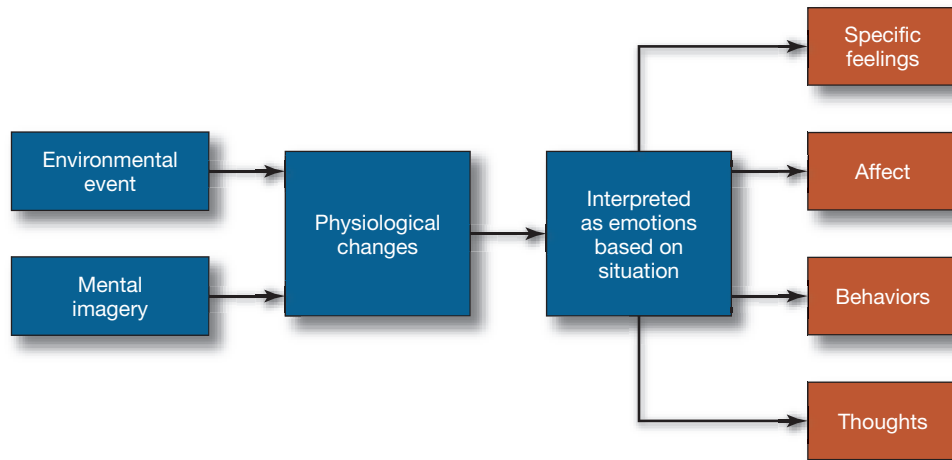 Specific
feelings
Environmental
event
Affect
Physiological
changes
Interpreted
as emotions
based on
situation
Mental
imagery
Behaviors
Thoughts